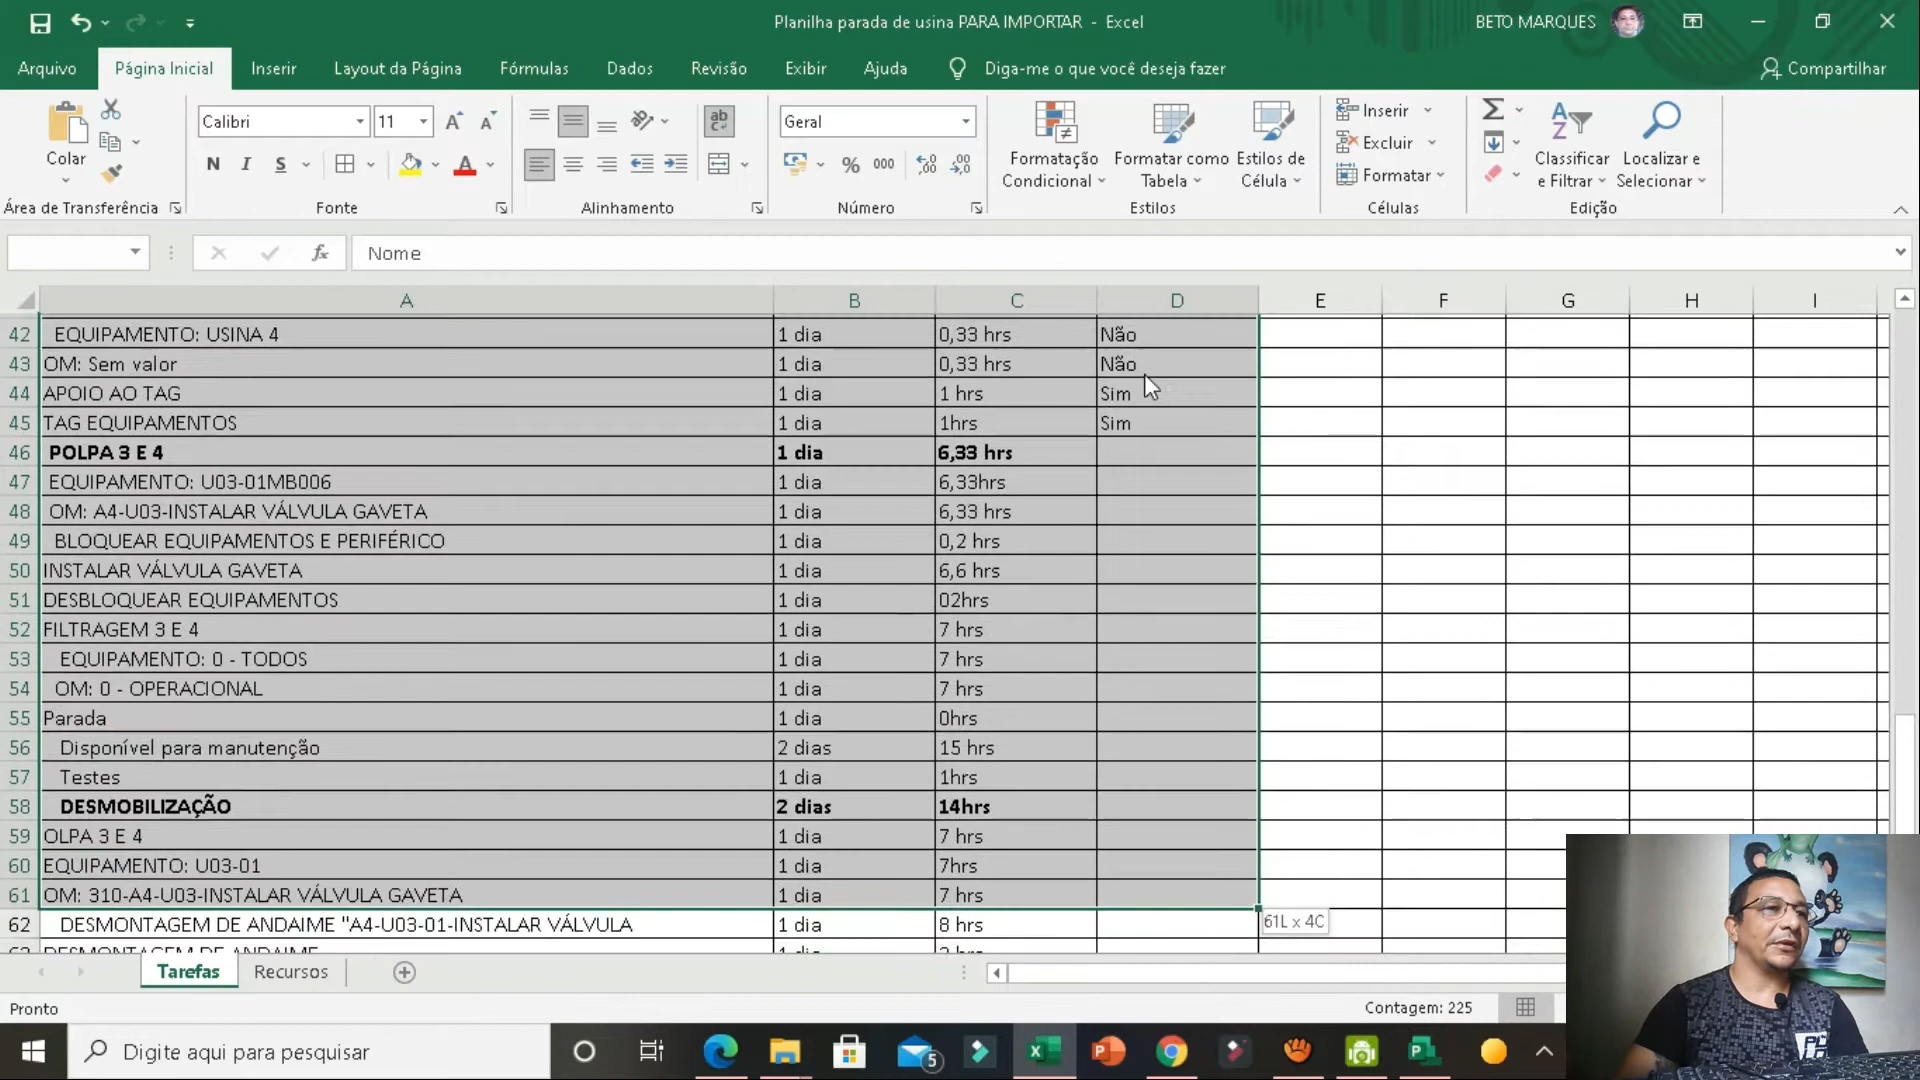 Planilha parada de usina PARA IMPORTAR - Excel
BETO MARQUES
Arquivo
Página Inicial
Inserir
Layout da Página
Fórmulas
Dados
Revisão
Exibir
Ajuda
Diga-me o que você deseja fazer
Compartilhar
Colar
Calibri
11
N I S
ab
Geral
% 000
Formatação Condicional
Formatar como Tabela
Estilos de Célula
Inserir
Excluir
Formatar
Classificar e Filtrar
Localizar e Selecionar
Área de Transferência
Fonte
Alinhamento
Número
Estilos
Células
Edição
fx
Nome
A B C D E F G H I
42 EQUIPAMENTO: USINA 4 1 dia 0,33 hrs Não
43 OM: Sem valor 1 dia 0,33 hrs Não
44 APOIO AO TAG 1 dia 1 hrs Sim
45 TAG EQUIPAMENTOS 1 dia 1hrs Sim
46 POLPA 3 E 4 1 dia 6,33 hrs
47 EQUIPAMENTO: U03-01MB006 1 dia 6,33hrs
48 OM: A4-U03-INSTALAR VÁLVULA GAVETA 1 dia 6,33 hrs
49 BLOQUEAR EQUIPAMENTOS E PERIFÉRICO 1 dia 0,2 hrs
50 INSTALAR VÁLVULA GAVETA 1 dia 6,6 hrs
51 DESBLOQUEAR EQUIPAMENTOS 1 dia 02hrs
52 FILTRAGEM 3 E 4 1 dia 7 hrs
53 EQUIPAMENTO: 0 - TODOS 1 dia 7 hrs
54 OM: 0 - OPERACIONAL 1 dia 7 hrs
55 Parada 1 dia 0hrs
56 Disponível para manutenção 2 dias 15 hrs
57 Testes 1 dia 1hrs
58 DESMOBILIZAÇÃO 2 dias 14hrs
59 OLPA 3 E 4 1 dia 7 hrs
60 EQUIPAMENTO: U03-01 1 dia 7hrs
61 OM: 310-A4-U03-INSTALAR VÁLVULA GAVETA 1 dia 7 hrs
61L x 4C
62 DESMONTAGEM DE ANDAIME "A4-U03-01-INSTALAR VÁLVULA 1 dia 8 hrs
DESMONTAGEM DE ANDAIME 1 dia
Tarefas
Recursos
Pronto
Contagem: 225
Digite aqui para pesquisar
5